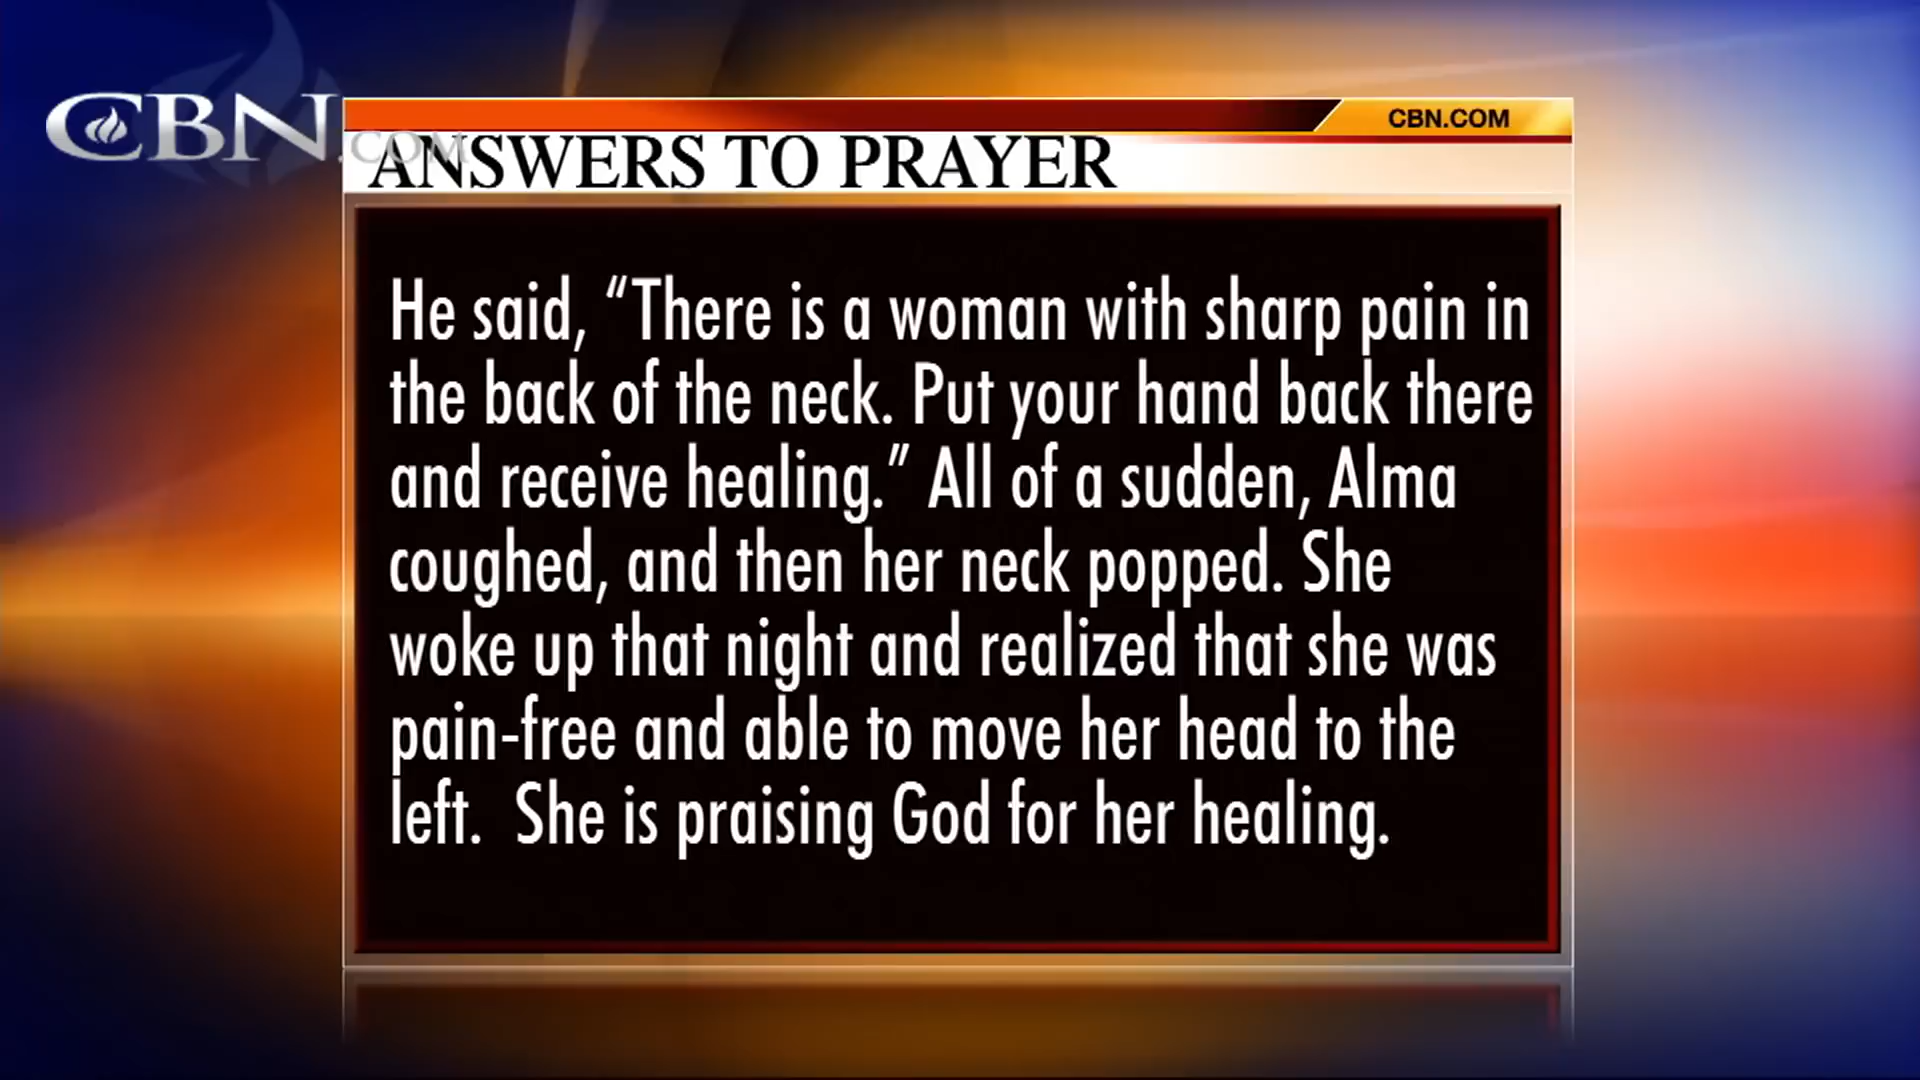 CBN.COM
CBN.COM
ANSWERS TO PRAYER
He said, “There is a woman with sharp pain in
the back of the neck. Put your hand back there
and receive healing.” All of a sudden, Alma
coughed, and then her neck popped. She
woke up that night and realized that she was
pain-free and able to move her head to the
left.  She is praising God for her healing.